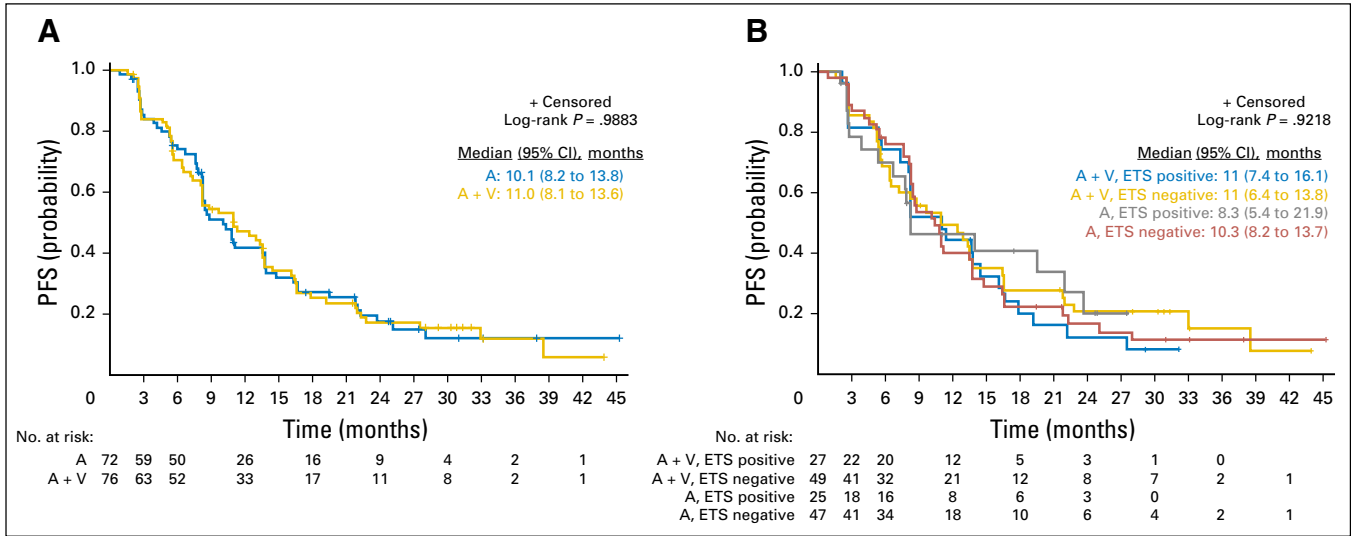 A
PFS (probability)
1.0
0.8
0.6
0.4
0.2
+ Censored
Log-rank P = .9883
Median (95% CI), months
A: 10.1 (8.2 to 13.8)
A + V: 11.0 (8.1 to 13.6)
0 3 6 9 12 15 18 21 24 27 30 33 36 39 42 45
Time (months)
No. at risk:
A 72 59 50 26 16 9 4 2 1
A + V 76 63 52 33 17 11 8 2 1
B
PFS (probability)
1.0
0.8
0.6
0.4
0.2
+ Censored
Log-rank P = .9218
Median (95% CI), months
A + V, ETS positive: 11 (7.4 to 16.1)
A + V, ETS negative: 11 (6.4 to 13.8)
A, ETS positive: 8.3 (5.4 to 21.9)
A, ETS negative: 10.3 (8.2 to 13.7)
0 3 6 9 12 15 18 21 24 27 30 33 36 39 42 45
Time (months)
No. at risk:
A + V, ETS positive 27 22 20 12 5 3 1 0
A + V, ETS negative 49 41 32 21 12 8 7 2 1
A, ETS positive 25 18 16 8 6 3 0
A, ETS negative 47 41 34 18 10 6 4 2 1